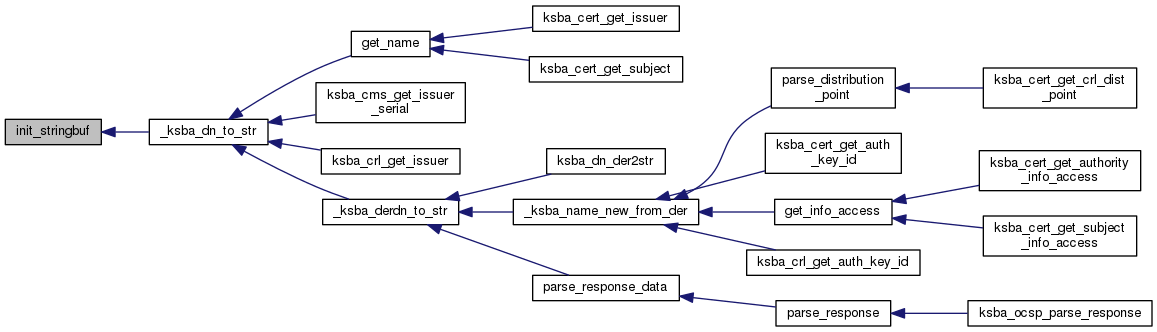 init_stringbuf
_ksba_dn_to_str
get_name
ksba_cert_get_issuer
ksba_cert_get_subject
ksba_cms_get_issuer
_serial
ksba_crl_get_issuer
_ksba_derdn_to_str
ksba_dn_der2str
_ksba_name_new_from_der
parse_distribution
_point
ksba_cert_get_crl_dist
_point
ksba_cert_get_auth
_key_id
get_info_access
ksba_cert_get_authority
_info_access
ksba_cert_get_subject
_info_access
ksba_crl_get_auth_key_id
parse_response_data
parse_response
ksba_ocsp_parse_response